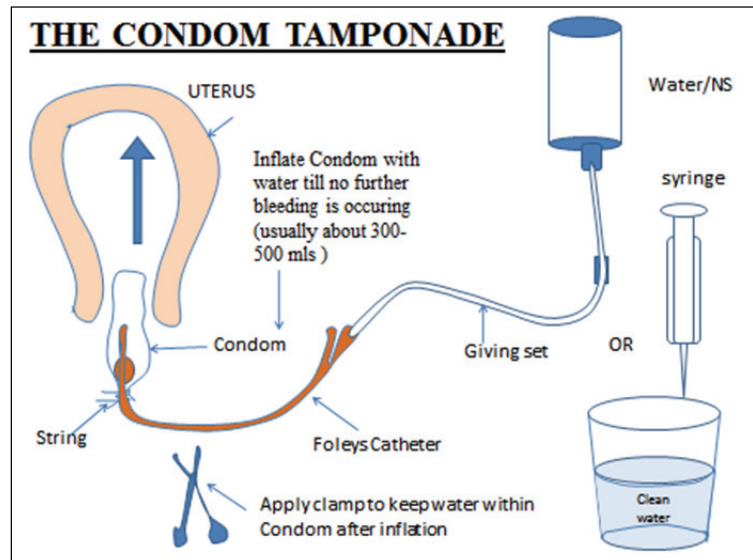 THE CONDOM TAMPONADE
UTERUS
Water/NS
Inflate Condom with
water till no further
bleeding is occuring
(usually about 300-
500 mls )
syringe
Condom
Giving set
OR
String
Foleys Catheter
Apply clamp to keep water within
Condom after inflation
Clean
water